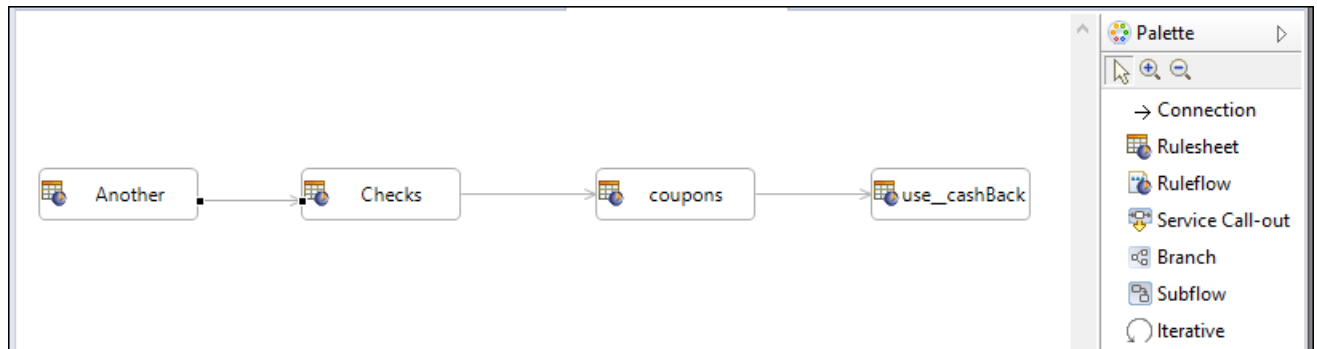 Palette
Connection
Rulesheet
Ruleflow
Service Call-out
Branch
Subflow
Iterative
Another
Checks
coupons
use__cashBack